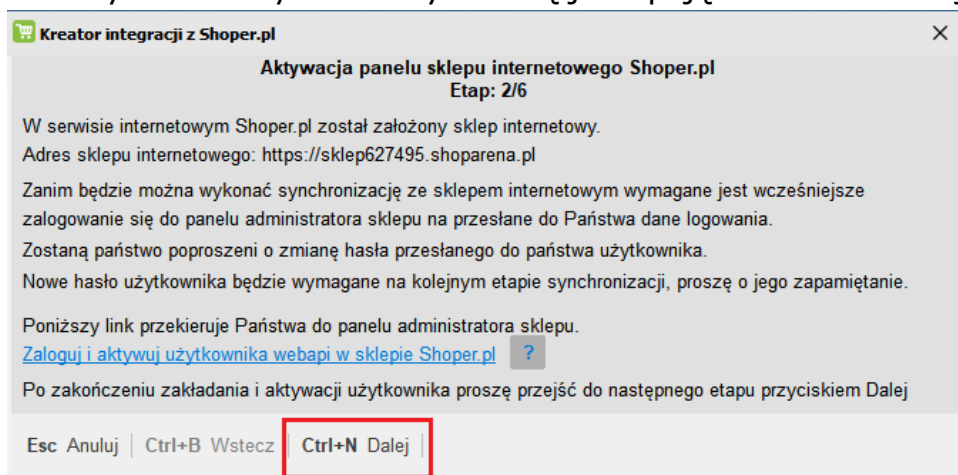 Kreator integracji z Shoper.pl
Aktywacja panelu sklepu internetowego Shoper.pl
Etap: 2/6
W serwisie internetowym Shoper.pl został założony sklep internetowy.
Adres sklepu internetowego: https://sklep627495.shoparena.pl
Zanim będzie można wykonać synchronizację ze sklepem internetowym wymagane jest wcześniejsze
zalogowanie się do panelu administratora sklepu na przesłane do Państwa dane logowania.
Zostaną państwo poproszeni o zmianę hasła przesłanego do państwa użytkownika.
Nowe hasło użytkownika będzie wymagane na kolejnym etapie synchronizacji, proszę o jego zapamiętanie.
Poniższy link przekieruje Państwa do panelu administratora sklepu.
Zaloguj i aktywuj użytkownika webapi w sklepie Shoper.pl ?
Po zakończeniu zakładania i aktywacji użytkownika proszę przejść do następnego etapu przyciskiem Dalej
Esc Anuluj | Ctrl+B Wstecz | Ctrl+N Dalej |